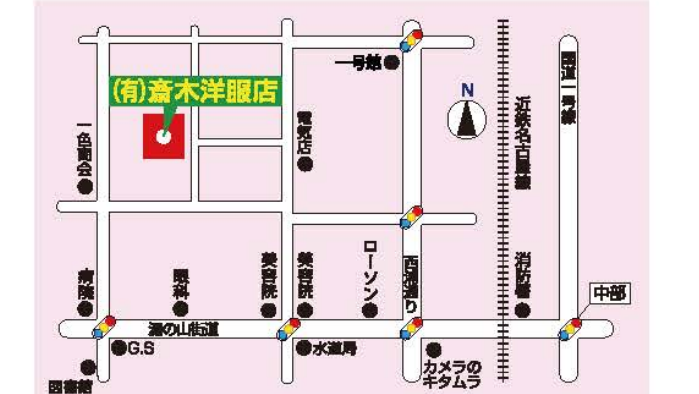 一号館
(有)斎木洋服店
N
国道一号線
電気店
近鉄名古屋線
一色商会
病院
眼科
美容院
美容院
ローソン
西浦通り
消防署
中部
湯の山街道
G.S
水道局
カメラの
キタムラ
図書館